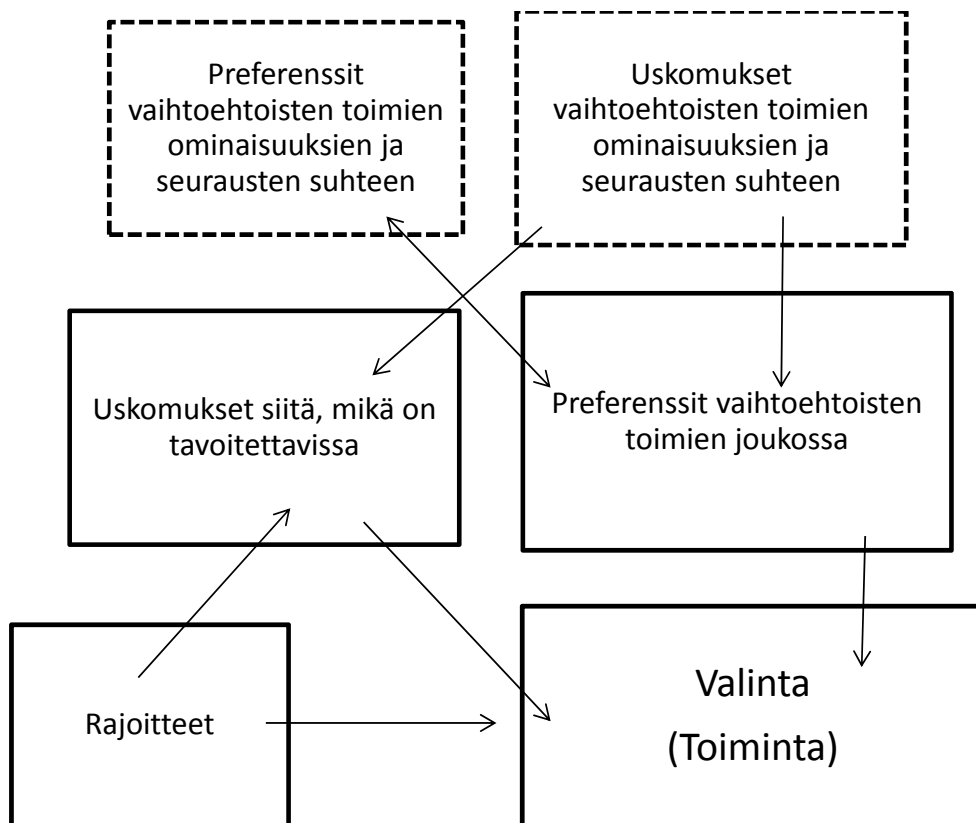 Preferenssit
vaihtoehtoisten toimien
ominaisuuksien ja
seurausten suhteen
Uskomukset
vaihtoehtoisten toimien
ominaisuuksien ja
seurausten suhteen
Uskomukset siitä, mikä on
tavoitettavissa
Preferenssit vaihtoehtoisten
toimien joukossa
Rajoitteet
Valinta
(Toiminta)